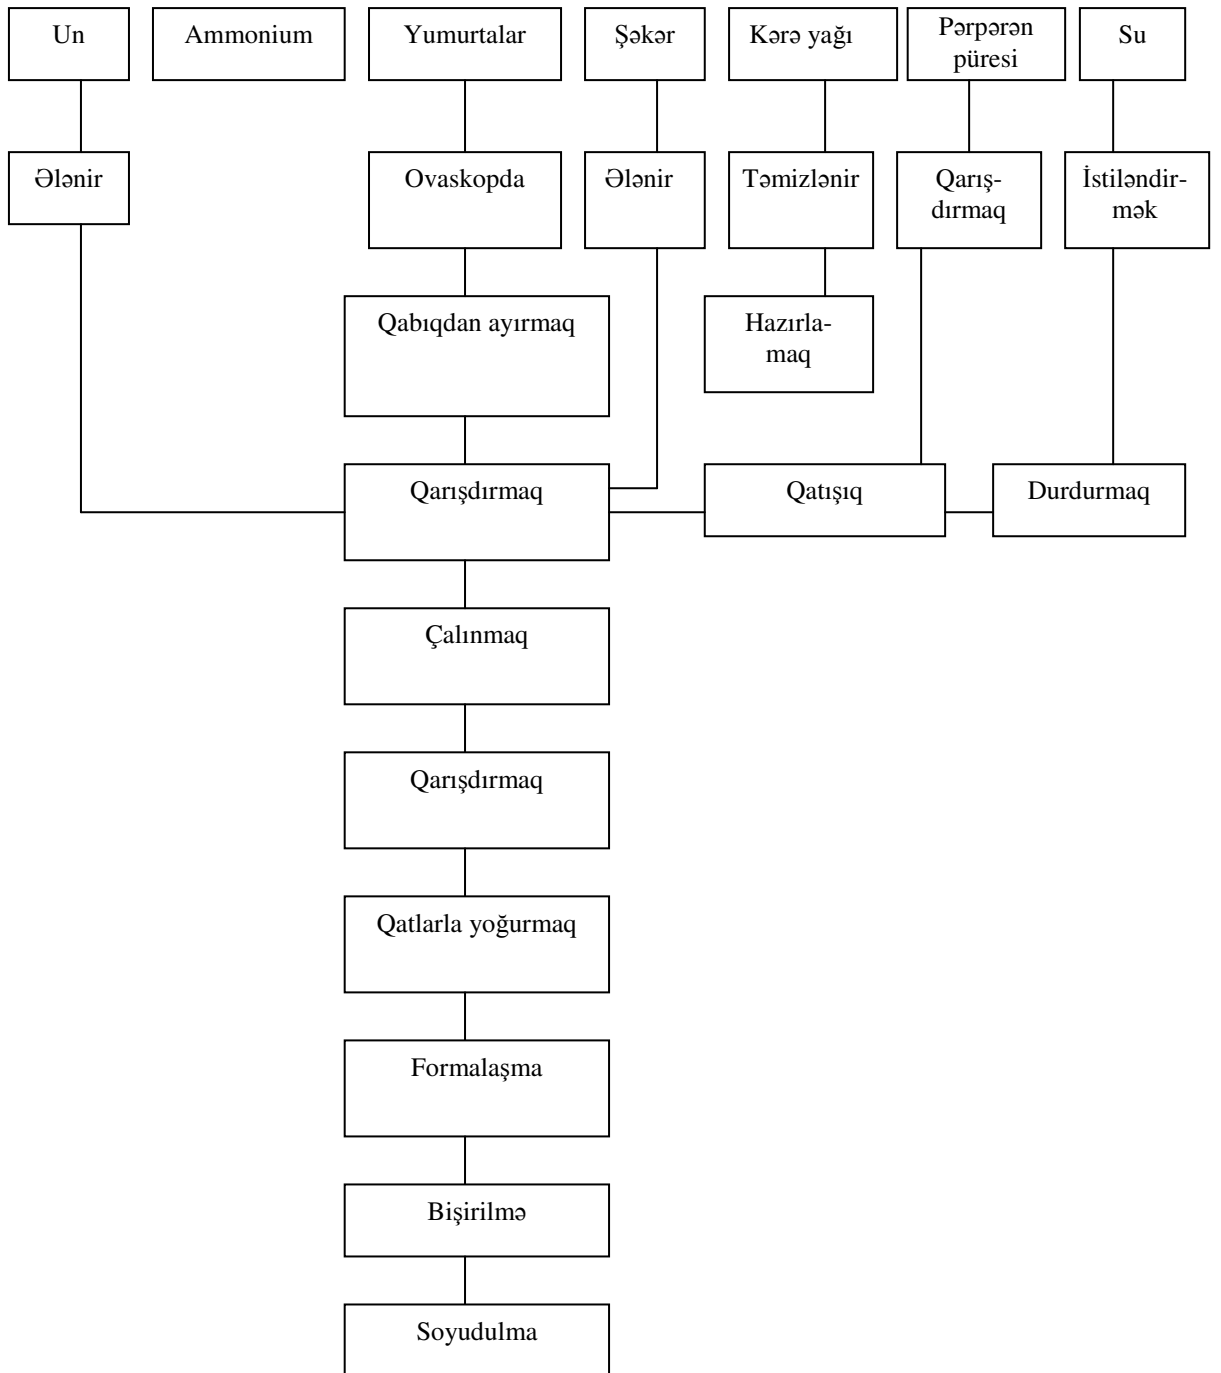 Un
Ammonium
Yumurtalar
Şəkər
Kərə yağı
Pərpərən
püresi
Su
Ələnir
Ovaskopda
Ələnir
Təmizlənir
Qarış-
dırmaq
İstiləndir-
mək
Qabıqdan ayırmaq
Hazırla-
maq
Qarışdırmaq
Qatışıq
Durdurmaq
Çalınmaq
Qarışdırmaq
Qatlarla yoğurmaq
Formalaşma
Bişirilmə
Soyudulma